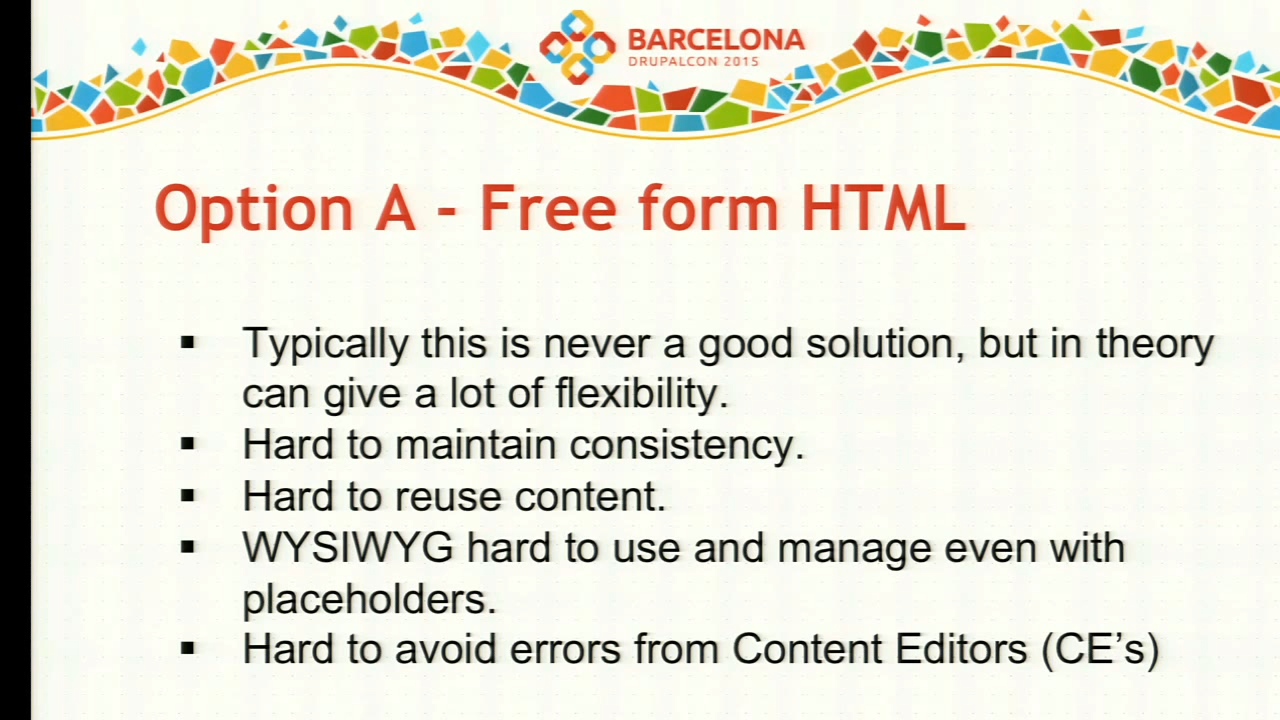 BARCELONA
DRUPALCON 2015
Option A - Free form HTML
▪ Typically this is never a good solution, but in theory
can give a lot of flexibility.
▪ Hard to maintain consistency.
▪ Hard to reuse content.
▪ WYSIWYG hard to use and manage even with
placeholders.
▪ Hard to avoid errors from Content Editors (CE’s)